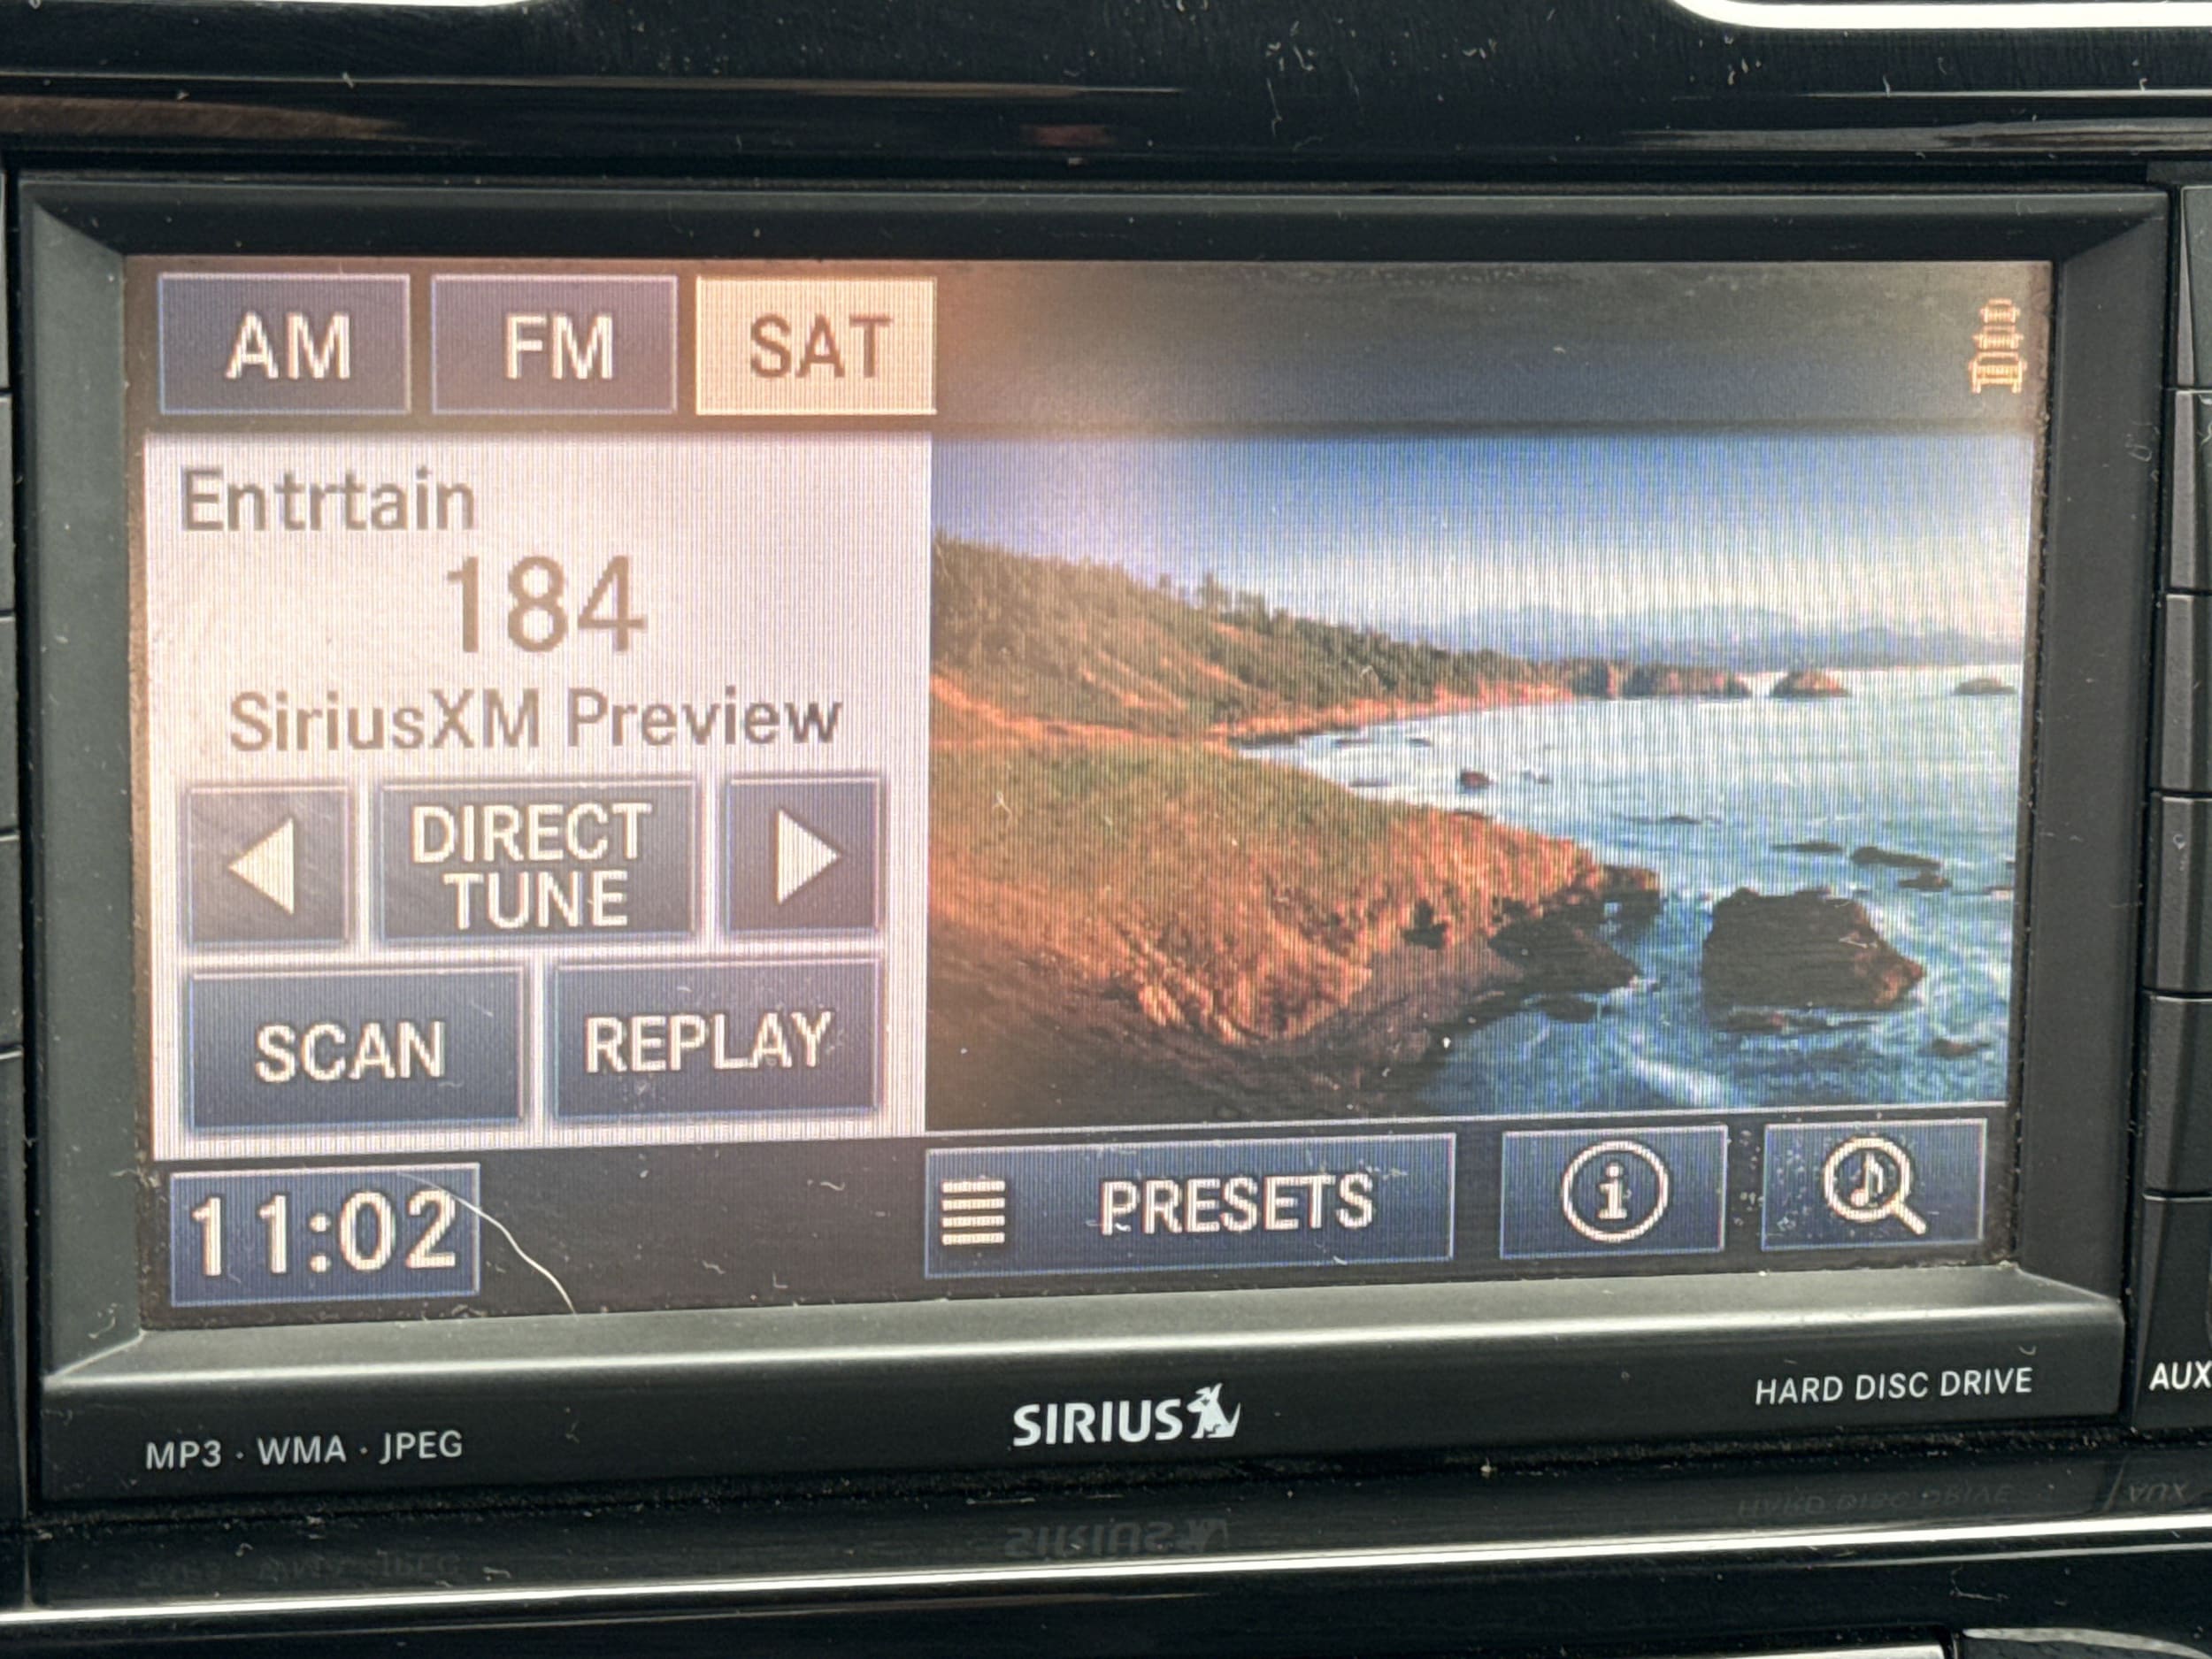 AM FM SAT
Entrtain
184
SiriusXM Preview
DIRECT
TUNE
SCAN REPLAY
11:02 PRESETS i
MP3 · WMA · JPEG SIRIUS HARD DISC DRIVE AUX